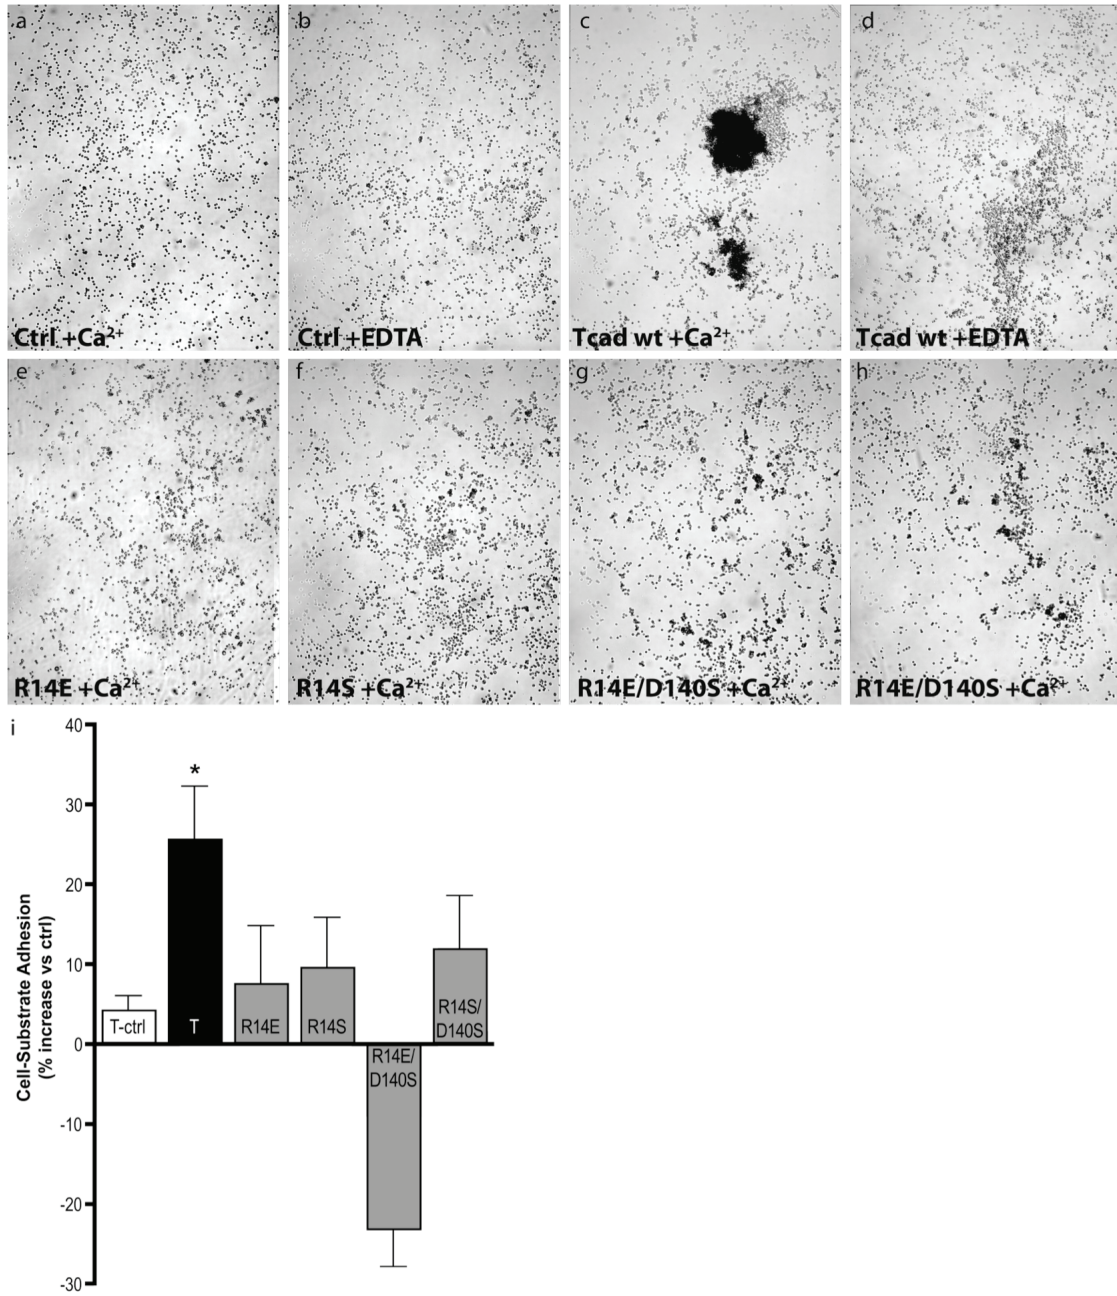 a
b
c
d
Ctrl +Ca²⁺
Ctrl +EDTA
Tcad wt +Ca²⁺
Tcad wt +EDTA
e
f
g
h
R14E +Ca²⁺
R14S +Ca²⁺
R14E/D140S +Ca²⁺
R14E/D140S +Ca²⁺
i
Cell-Substrate Adhesion
(% increase vs ctrl)
40
30
20
10
0
-10
-20
-30
*
T-ctrl
T
R14E
R14S
R14E/
D140S
R14S/
D140S